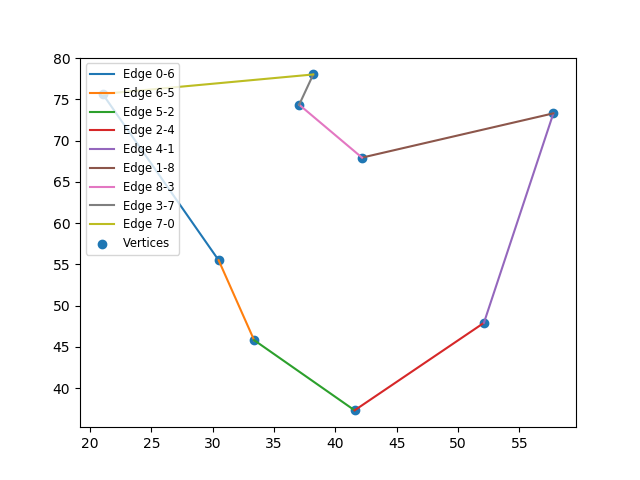 80
75
70
65
60
55
50
45
40
20
25
30
35
40
45
50
55
Edge 0-6
Edge 6-5
Edge 5-2
Edge 2-4
Edge 4-1
Edge 1-8
Edge 8-3
Edge 3-7
Edge 7-0
Vertices